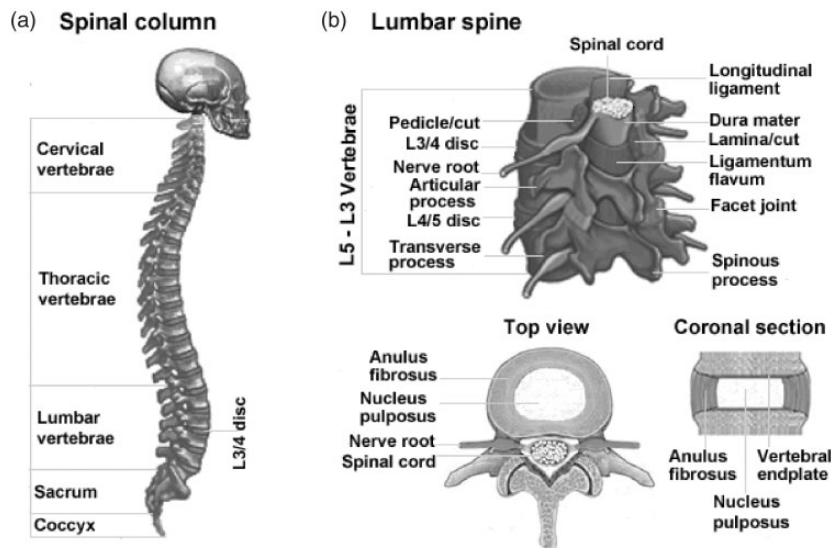 (a) Spinal column
Cervical
vertebrae
Thoracic
vertebrae
Lumbar
vertebrae
L3/4 disc
Sacrum
Coccyx
(b) Lumbar spine
Spinal cord
L5 - L3 Vertebrae
Pedicle/cut
L3/4 disc
Nerve root
Articular
process
L4/5 disc
Transverse
process
Longitudinal
ligament
Dura mater
Lamina/cut
Ligamentum
flavum
Facet joint
Spinous
process
Top view
Anulus
fibrosus
Nucleus
pulposus
Nerve root
Spinal cord
Coronal section
Anulus
fibrosus
Vertebral
endplate
Nucleus
pulposus